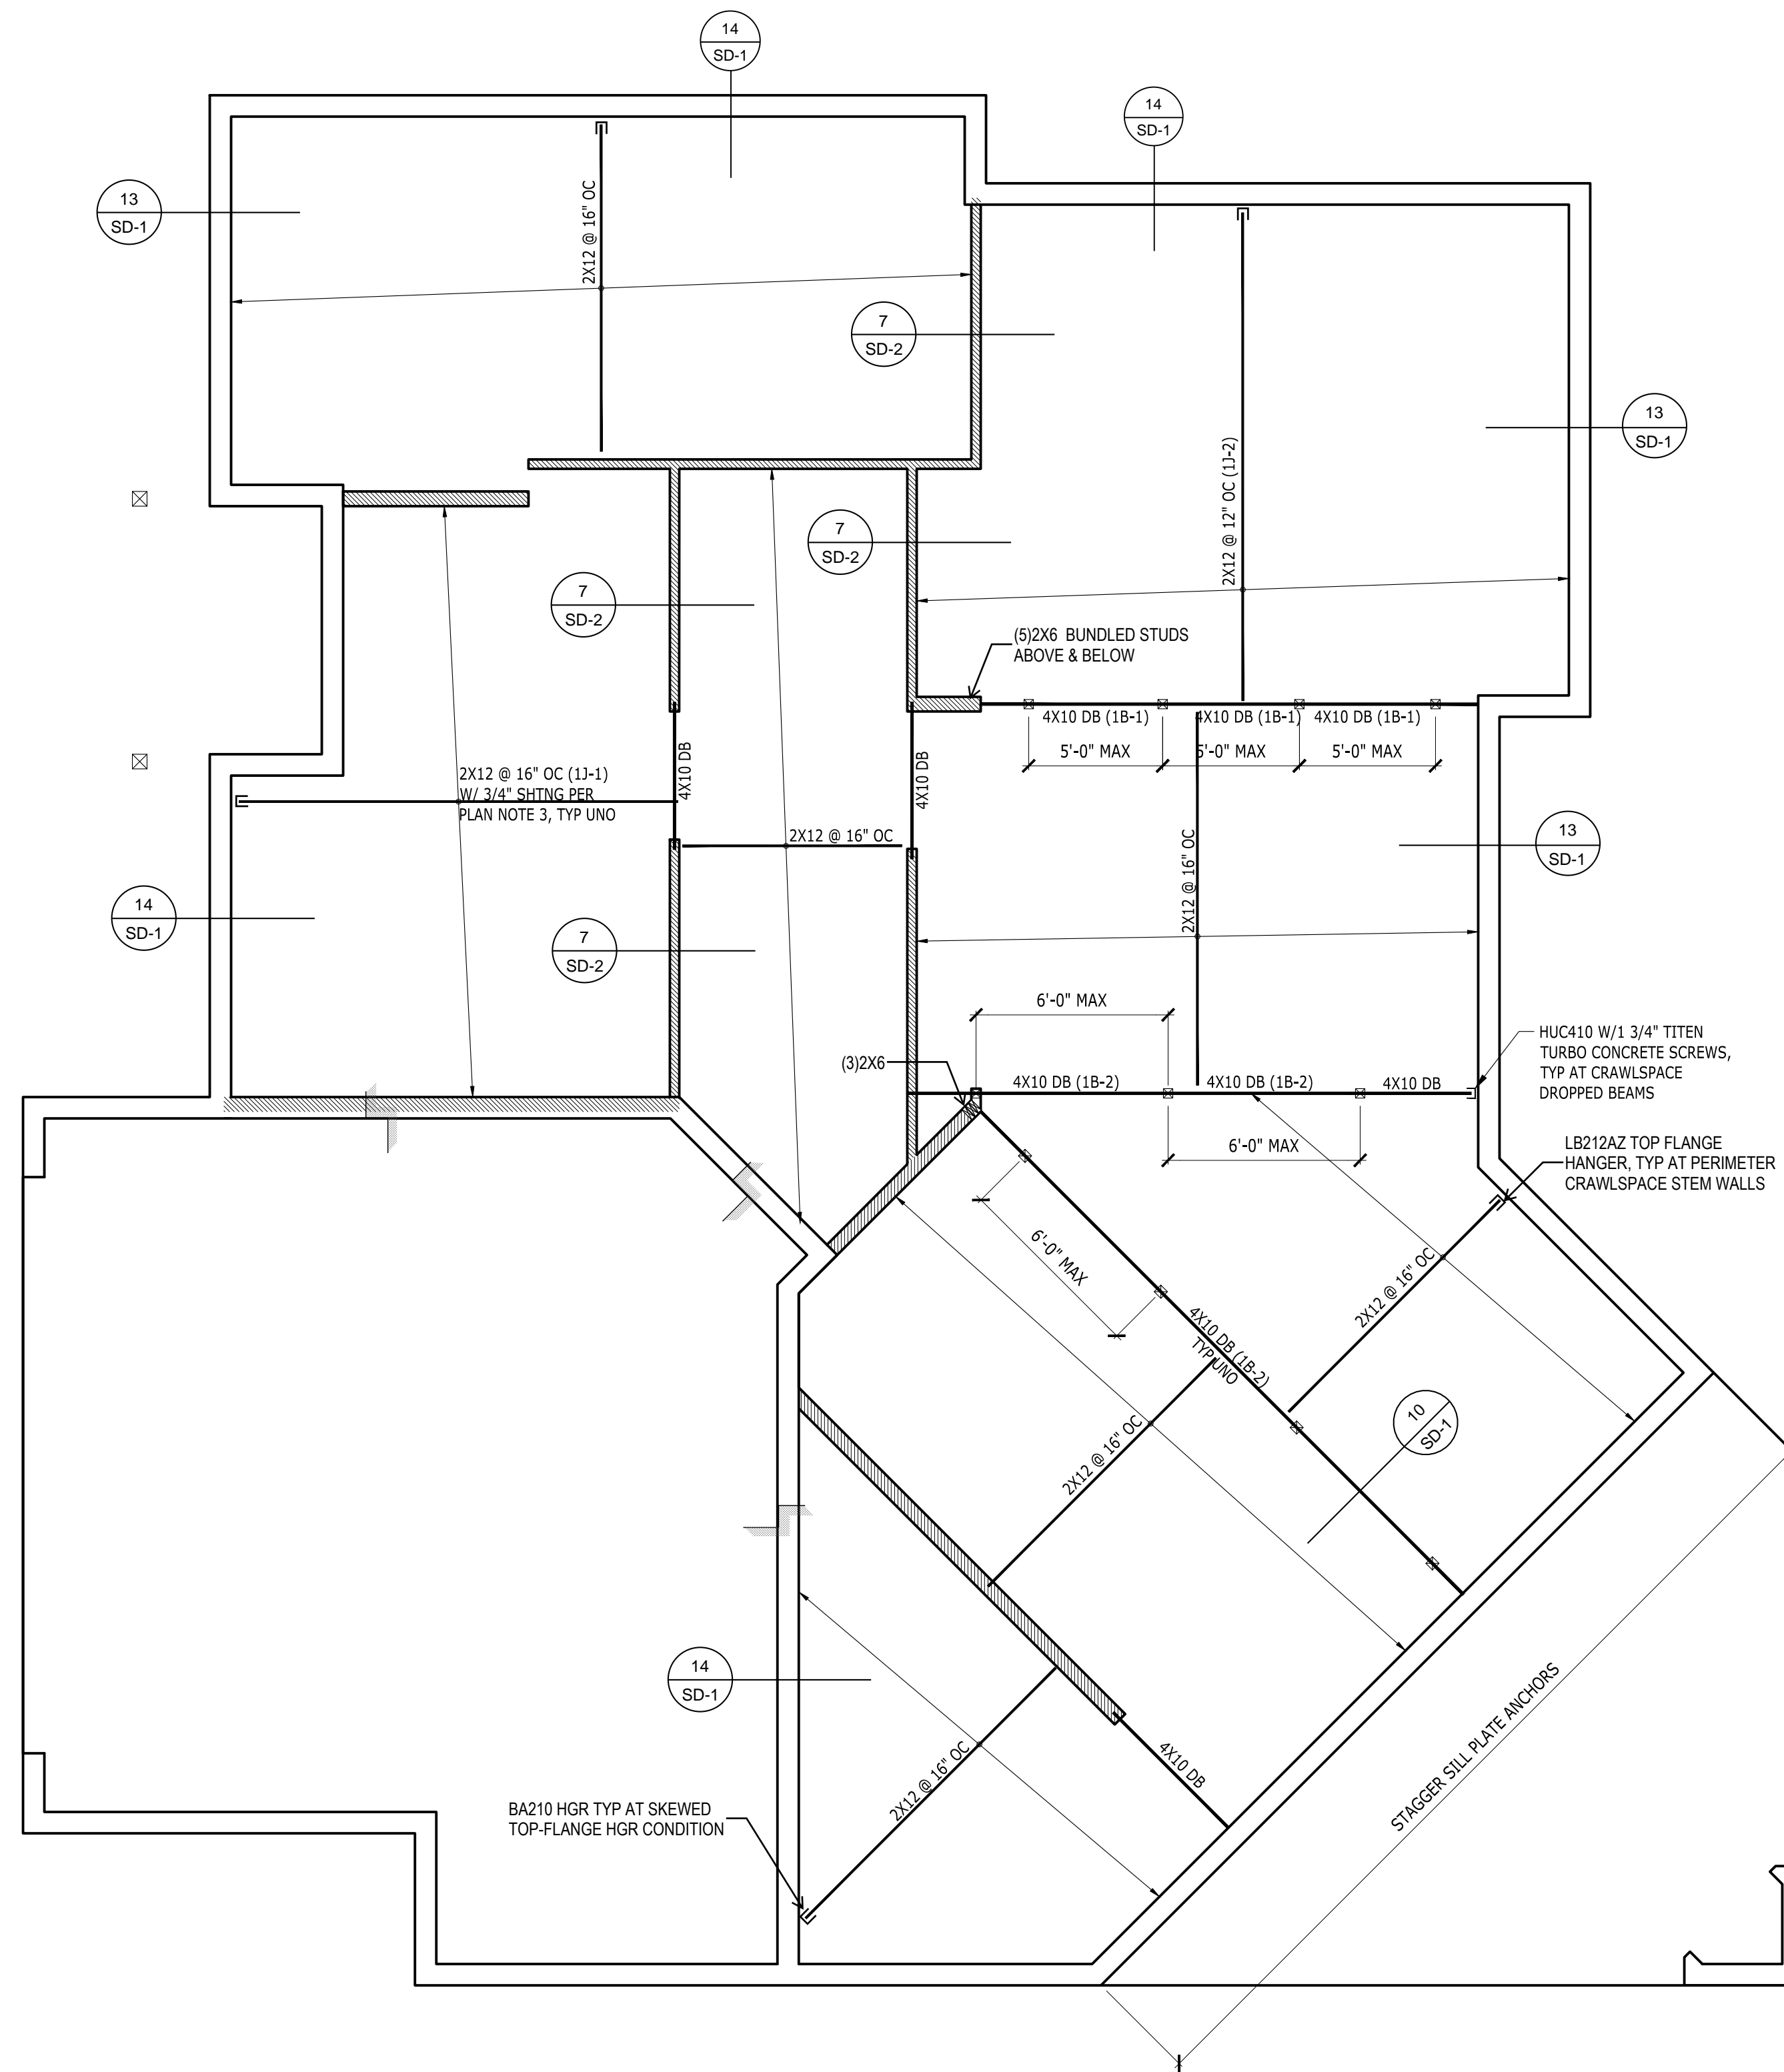 14
SD-1
14
SD-1
13
SD-1
2X12 @ 16" OC
7
SD-2
13
SD-1
2X12 @ 12" OC (1J-2)
7
SD-2
7
SD-2
(5)2X6 BUNDLED STUDS
ABOVE & BELOW
4X10 DB (1B-1)
4X10 DB (1B-1)
4X10 DB (1B-1)
5'-0" MAX
5'-0" MAX
5'-0" MAX
4X10 DB
4X10 DB
2X12 @ 16" OC (1J-1)
W/ 3/4" SHTNG PER
PLAN NOTE 3, TYP UNO
2X12 @ 16" OC
2X12 @ 16" OC
13
SD-1
14
SD-1
7
SD-2
6'-0" MAX
HUC410 W/1 3/4" TITEN
TURBO CONCRETE SCREWS,
TYP AT CRAWLSPACE
DROPPED BEAMS
(3)2X6
4X10 DB (1B-2)
4X10 DB (1B-2)
4X10 DB
6'-0" MAX
LB212AZ TOP FLANGE
HANGER, TYP AT PERIMETER
CRAWLSPACE STEM WALLS
6'-0" MAX
2X12 @ 16" OC
4X10 DB (1B-2)
TYP UNO
10
SD-1
2X12 @ 16" OC
14
SD-1
2X12 @ 16" OC
4X10 DB
STAGGER SILL PLATE ANCHORS
BA210 HGR TYP AT SKEWED
TOP-FLANGE HGR CONDITION